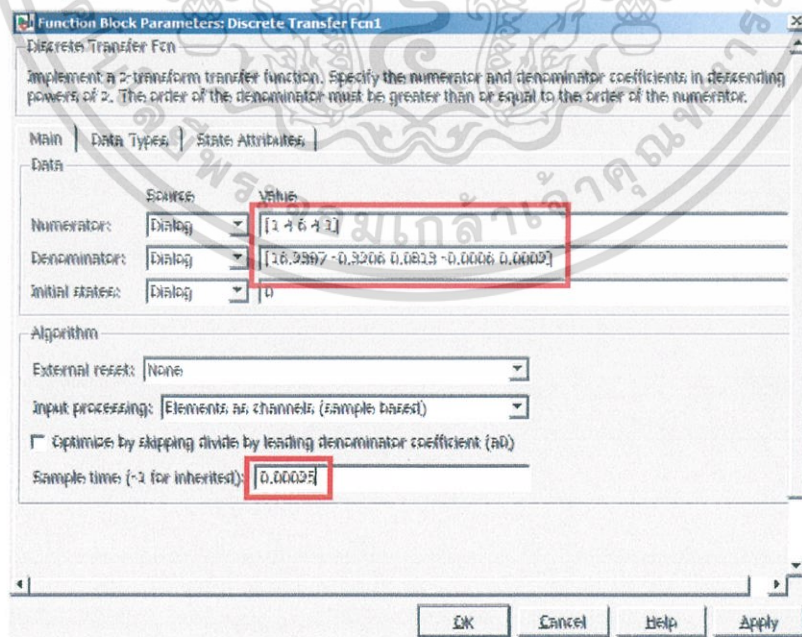 Function Block Parameters: Discrete Transfer Fcn1
Discrete Transfer Fcn
Implement a z-transform transfer function. Specify the numerator and denominator coefficients in descending
powers of z. The order of the denominator must be greater than or equal to the order of the numerator.
Main Data Types State Attributes
Data
Source Value
Numerator: Dialog [1 4 6 4 1]
Denominator: Dialog
Initial states: Dialog 0
Algorithm
External reset: None
Input processing: Elements as channels (sample based)
Optimize by skipping divide by leading denominator coefficient (a0)
Sample time (-1 for inherited): 0.00025
OK Cancel Help Apply